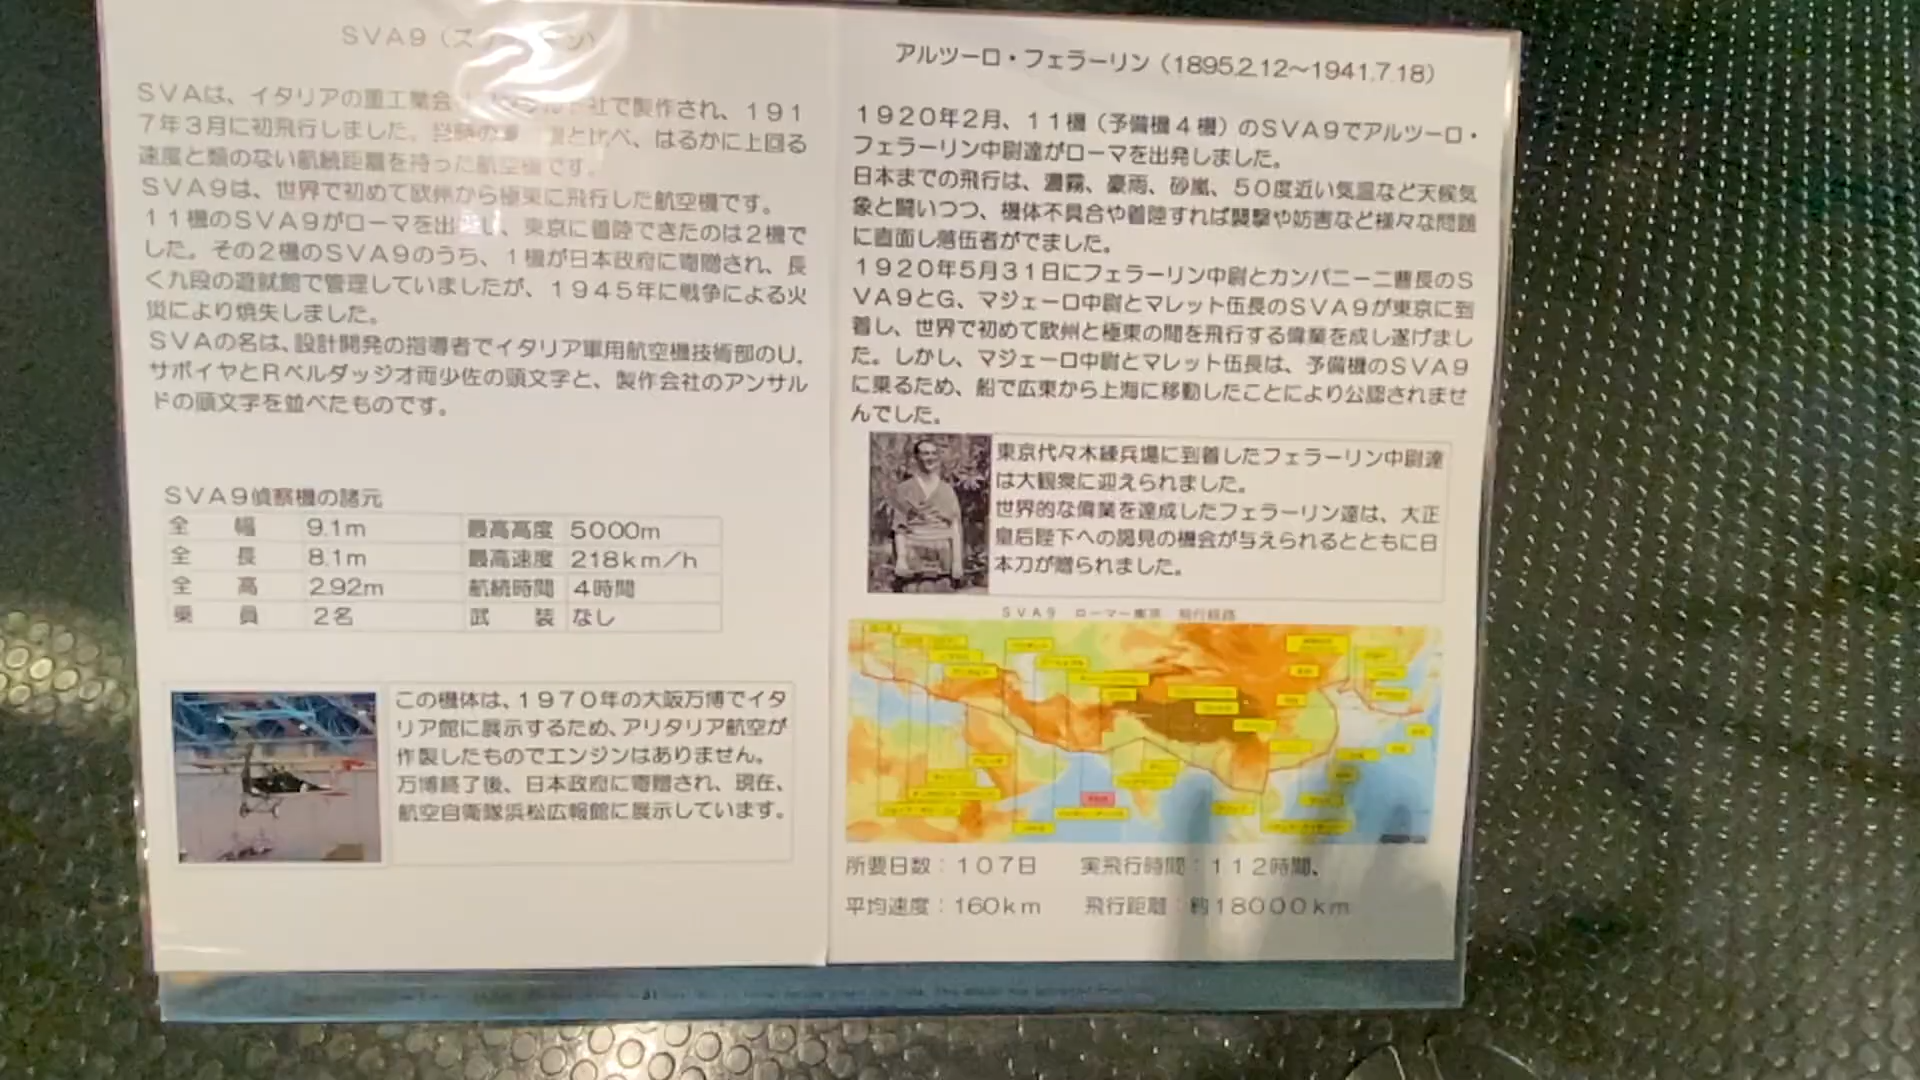 SVA9（ス
SVAは、イタリアの重工業会 社で製作され、191
7年3月に初飛行しました。 と比べ、はるかに上回る
速度と類のない航続距離を持った航空機です。
SVA9は、世界で初めて欧州から極東に飛行した航空機です。
11機のSVA9がローマを出 、東京に着陸できたのは2機で
した。その2機のSVA9のうち、1機が日本政府に寄贈され、長
く九段の遊就館で管理していましたが、1945年に戦争による火
災により焼失しました。
SVAの名は、設計開発の指導者でイタリア軍用航空機技術部のU.
サボイヤとRベルダッジオ両少佐の頭文字と、製作会社のアンサル
ドの頭文字を並べたものです。
SVA9偵察機の諸元
全幅 9.1m 最高高度 5000m
全長 8.1m 最高速度 218km/h
全高 2.92m 航続時間 4時間
乗員 2名 武装 なし
この機体は、1970年の大阪万博でイタ
リア館に展示するため、アリタリア航空が
作製したものでエンジンはありません。
万博終了後、日本政府に寄贈され、現在、
航空自衛隊浜松広報館に展示しています。
アルツーロ・フェラーリン（1895.2.12～1941.7.18）
1920年2月、11機（予備機4機）のSVA9でアルツーロ・
フェラーリン中尉達がローマを出発しました。
日本までの飛行は、濃霧、豪雨、砂嵐、50度近い気温など天候気
象と闘いつつ、機体不具合や着陸すれば襲撃や妨害など様々な問題
に直面し落伍者がでました。
1920年5月31日にフェラーリン中尉とカンパニーニ曹長のS
VA9とG、マジェーロ中尉とマレット伍長のSVA9が東京に到
着し、世界で初めて欧州と極東の間を飛行する偉業を成し遂げまし
た。しかし、マジェーロ中尉とマレット伍長は、予備機のSVA9
に乗るため、船で広東から上海に移動したことにより公認されませ
んでした。
東京代々木練兵場に到着したフェラーリン中尉達
は大観衆に迎えられました。
世界的な偉業を達成したフェラーリン達は、大正
皇后陛下への謁見の機会が与えられるとともに日
本刀が贈られました。
SVA9 ローマー東京 飛行経路
所要日数：107日 実飛行時間：112時間、
平均速度：160km 飛行距離：約18000km